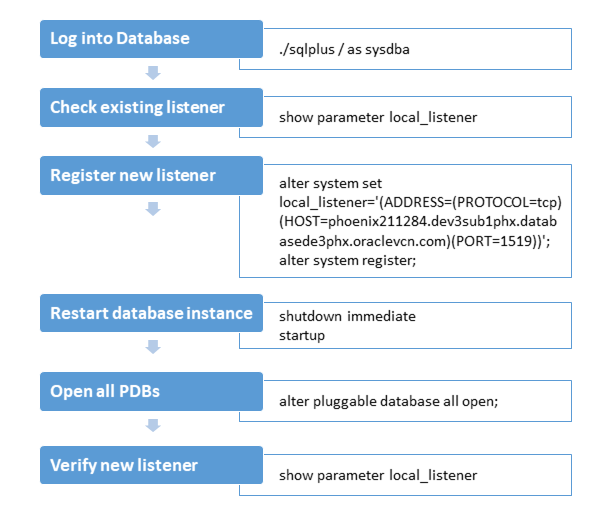 Log into Database
./sqlplus / as sysdba
Check existing listener
show parameter local_listener
Register new listener
alter system set
local_listener='(ADDRESS=(PROTOCOL=tcp)
(HOST=phoenix211284.dev3sub1phx.datab
asede3phx.oraclevcn.com)(PORT=1519))';
alter system register;
Restart database instance
shutdown immediate
startup
Open all PDBs
alter pluggable database all open;
Verify new listener
show parameter local_listener